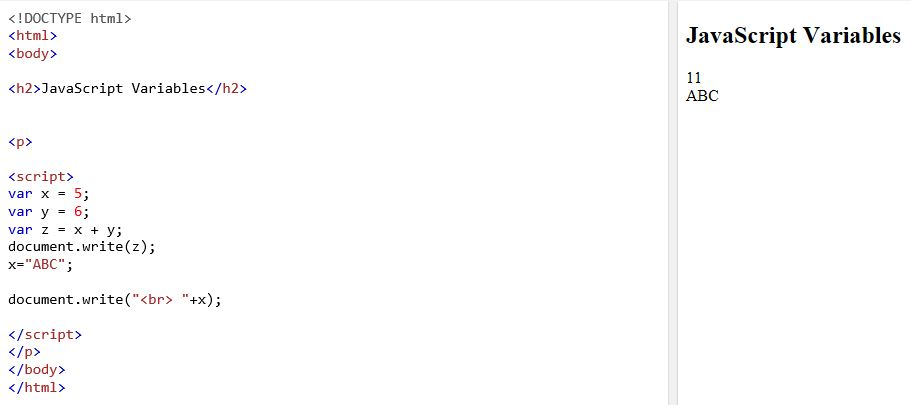 <!DOCTYPE html>
<html>
<body>
<h2>JavaScript Variables</h2>
<p>
<script>
var x = 5;
var y = 6;
var z = x + y;
document.write(z);
x="ABC";
document.write("<br> "+x);
</script>
</p>
</body>
</html>
JavaScript Variables
11
ABC